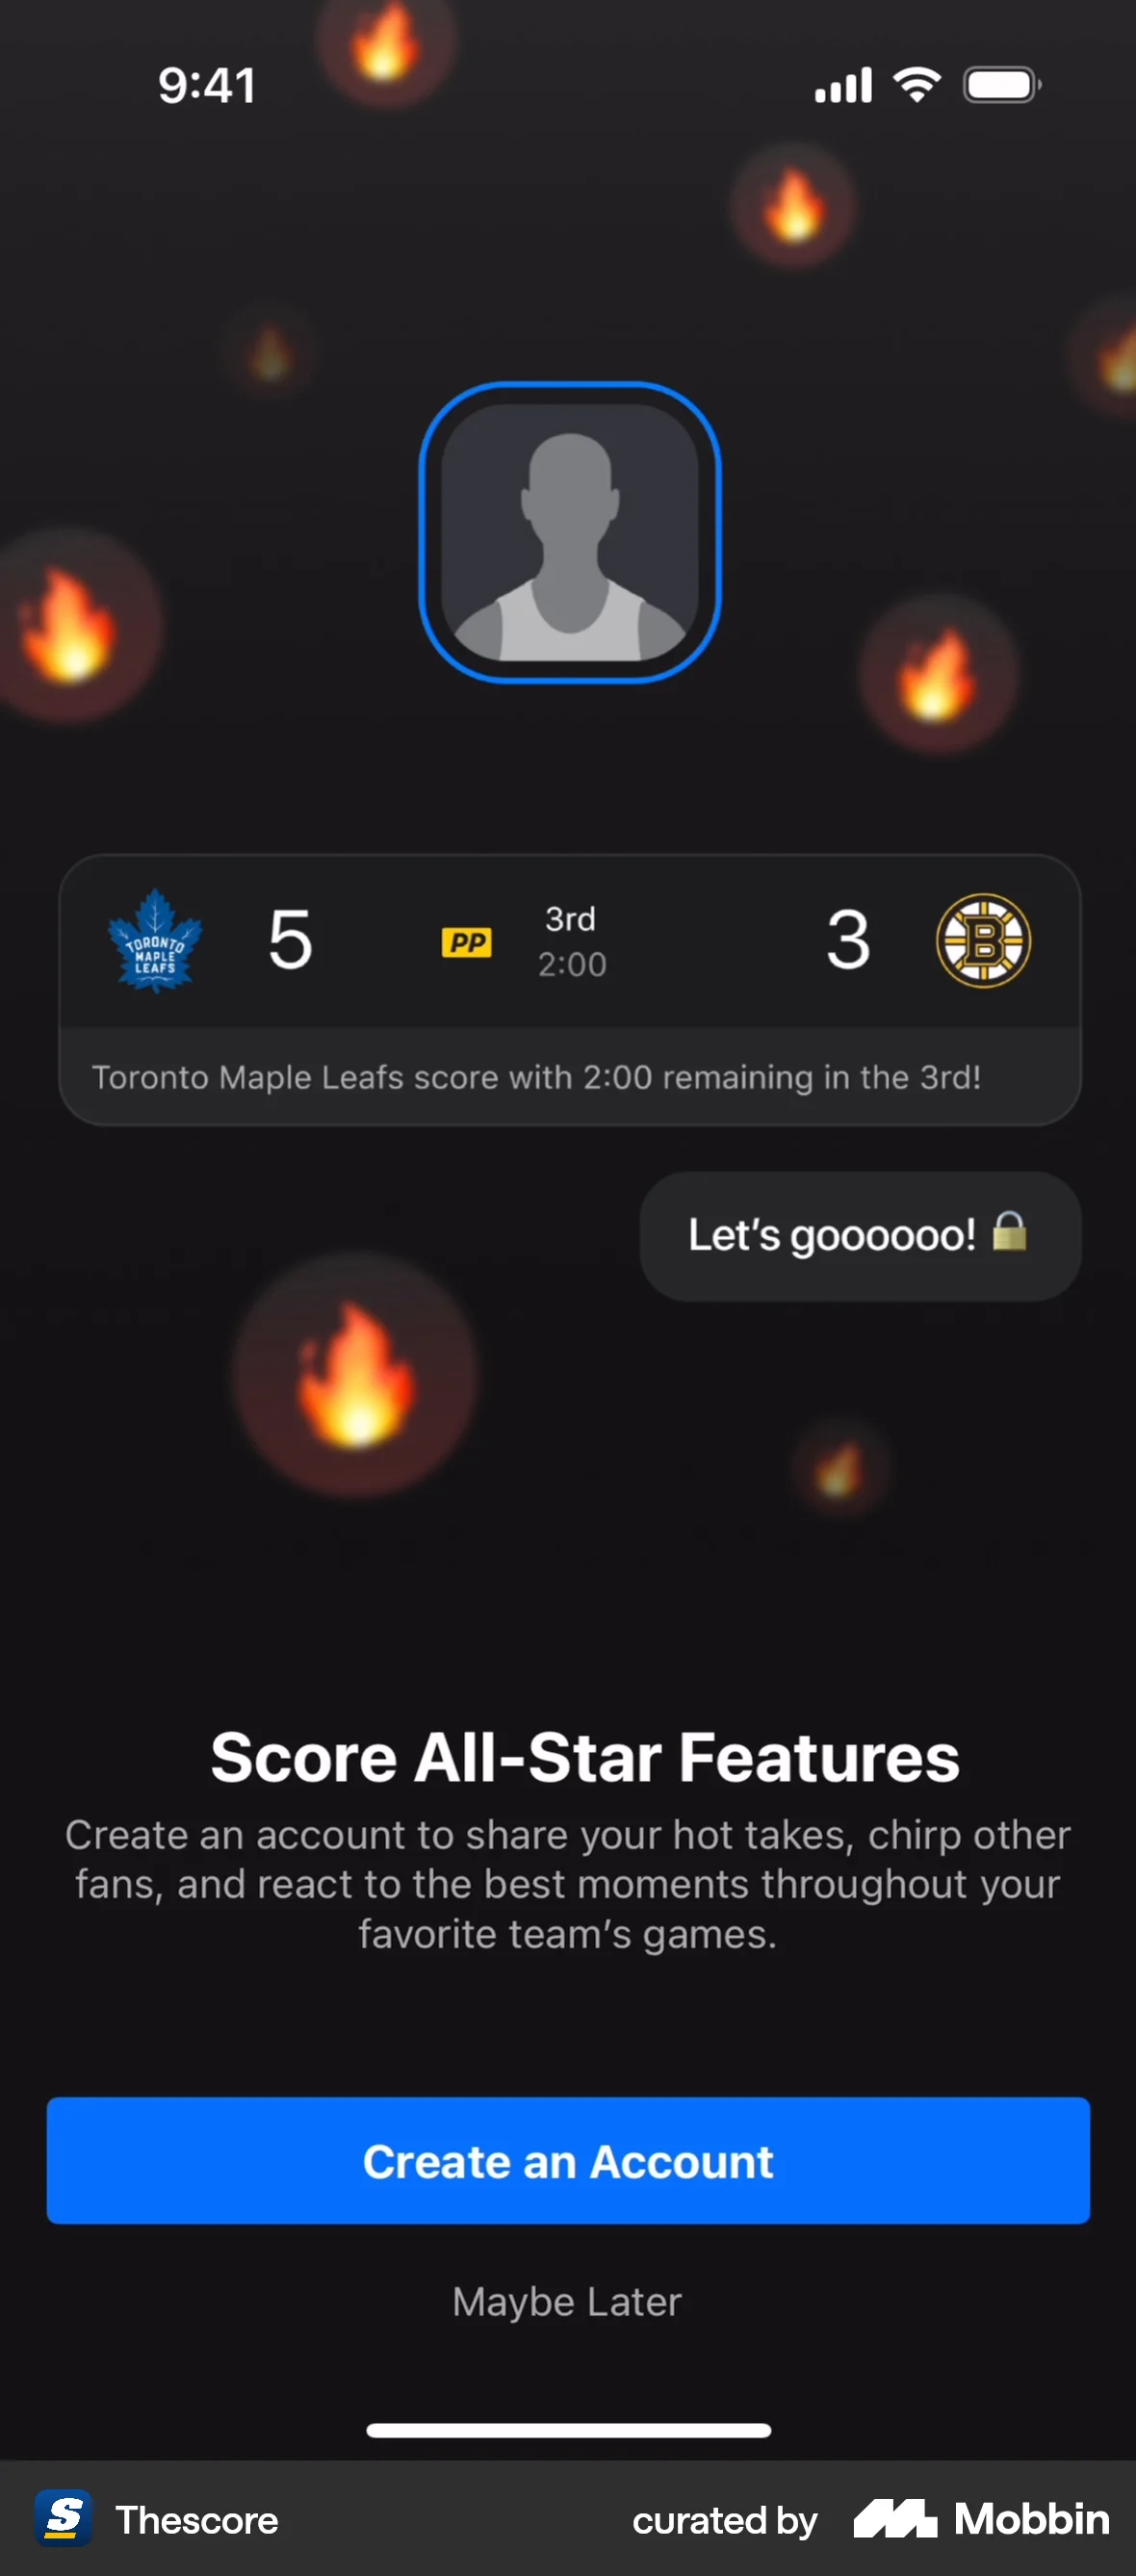 9:41
TORONTO
MAPLE
LEAFS
5
PP
3rd
2:00
3
B
Toronto Maple Leafs score with 2:00 remaining in the 3rd!
Let's goooooo! 🔒
Score All-Star Features
Create an account to share your hot takes, chirp other
fans, and react to the best moments throughout your
favorite team's games.
Create an Account
Maybe Later
S
Thescore
curated by
Mobbin